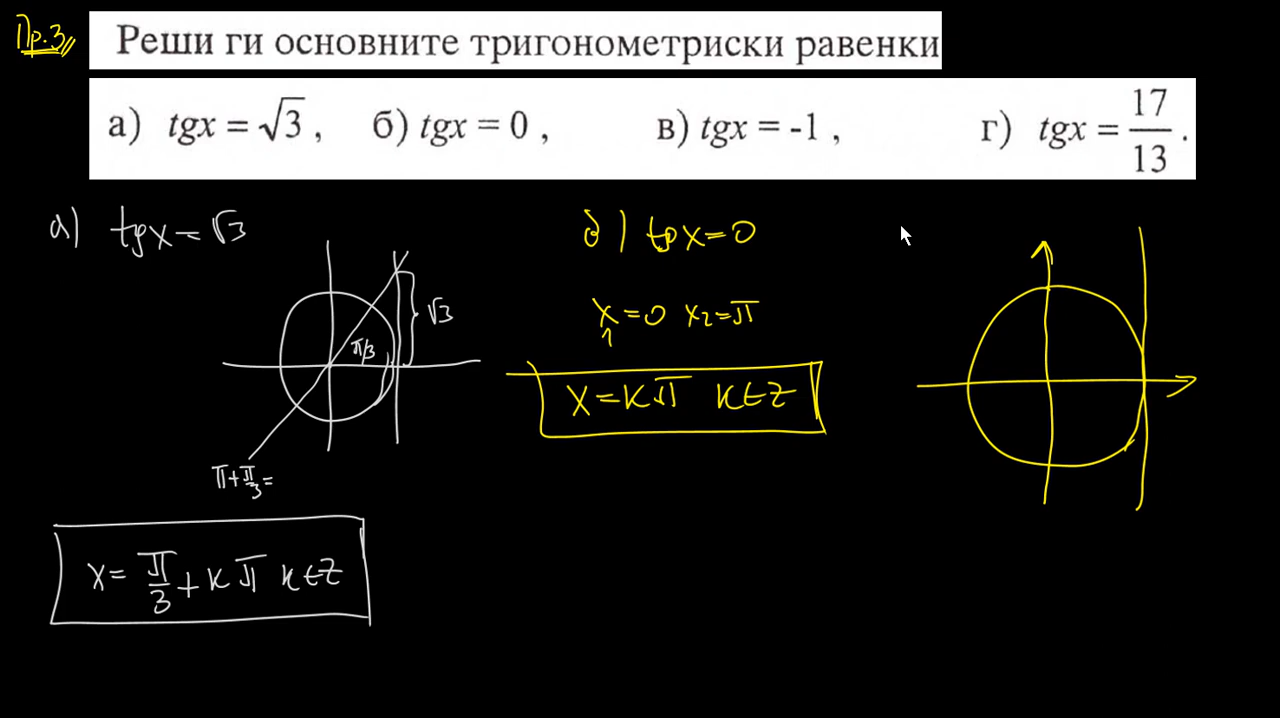 Пр.3
Реши ги основните тригонометриски равенки
а) tgx = √3 , б) tgx = 0 , в) tgx = -1 , г) tgx = 17/13 .
а) tgx = √3
б) tgx = 0
√3
π/3
x₁ = 0 x₂ = π
x = kπ k∈Z
π + π/3 =
x = π/3 + kπ k∈Z